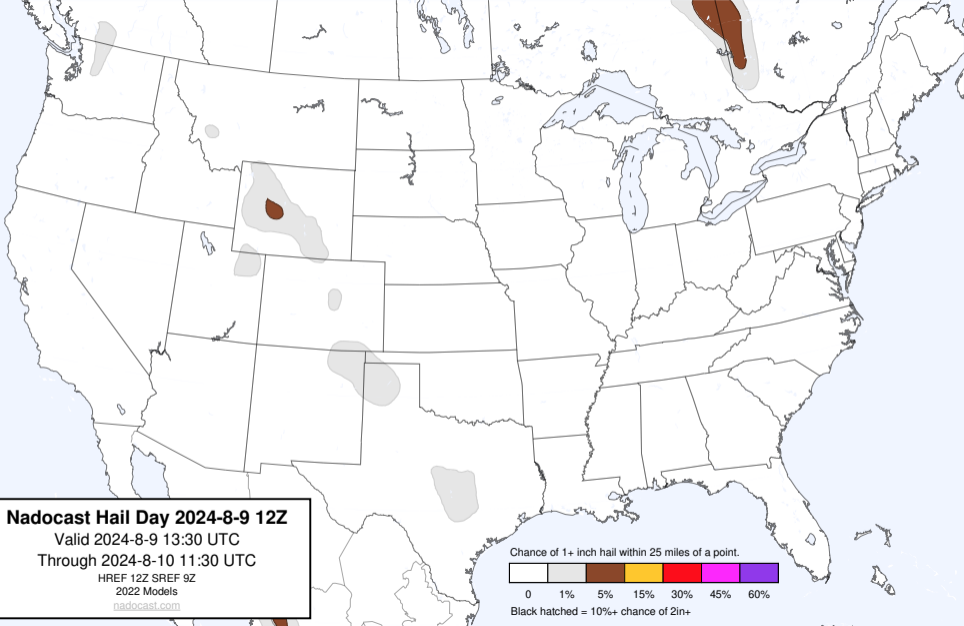 Nadocast Hail Day 2024-8-9 12Z
Valid 2024-8-9 13:30 UTC
Through 2024-8-10 11:30 UTC
HREF 12Z SREF 9Z
2022 Models
nadocast.com
Chance of 1+ inch hail within 25 miles of a point.
0 1% 5% 15% 30% 45% 60%
Black hatched = 10%+ chance of 2in+